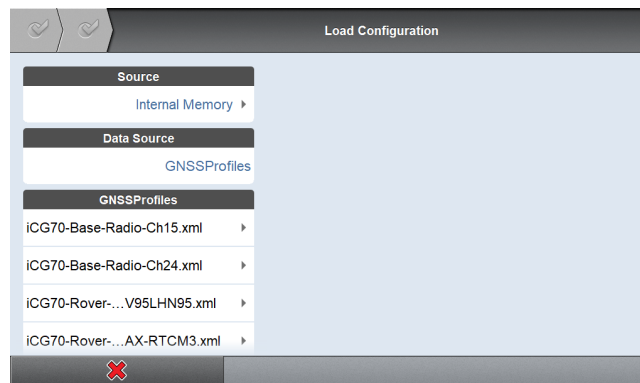 Load Configuration
Source
Internal Memory
Data Source
GNSSProfiles
GNSSProfiles
iCG70-Base-Radio-Ch15.xml
iCG70-Base-Radio-Ch24.xml
iCG70-Rover-...V95LHN95.xml
iCG70-Rover-...AX-RTCM3.xml